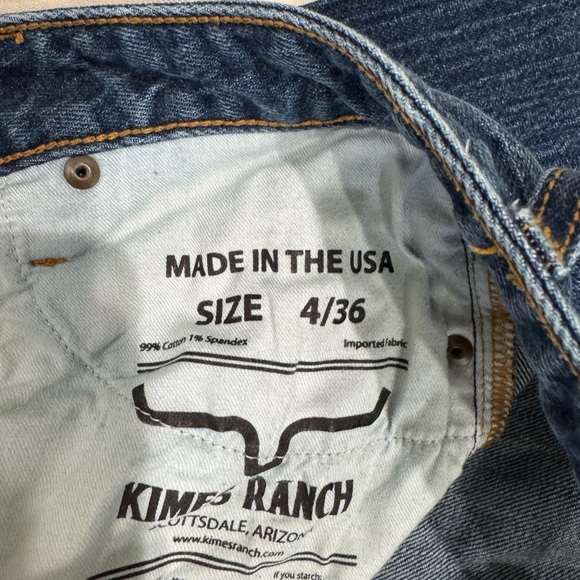 MADE IN THE USA
SIZE 4/36
99% Cotton 1% Spandex Imported Fabric
KIMES RANCH
SCOTTSDALE, ARIZONA
www.kimesranch.com
if you starch: